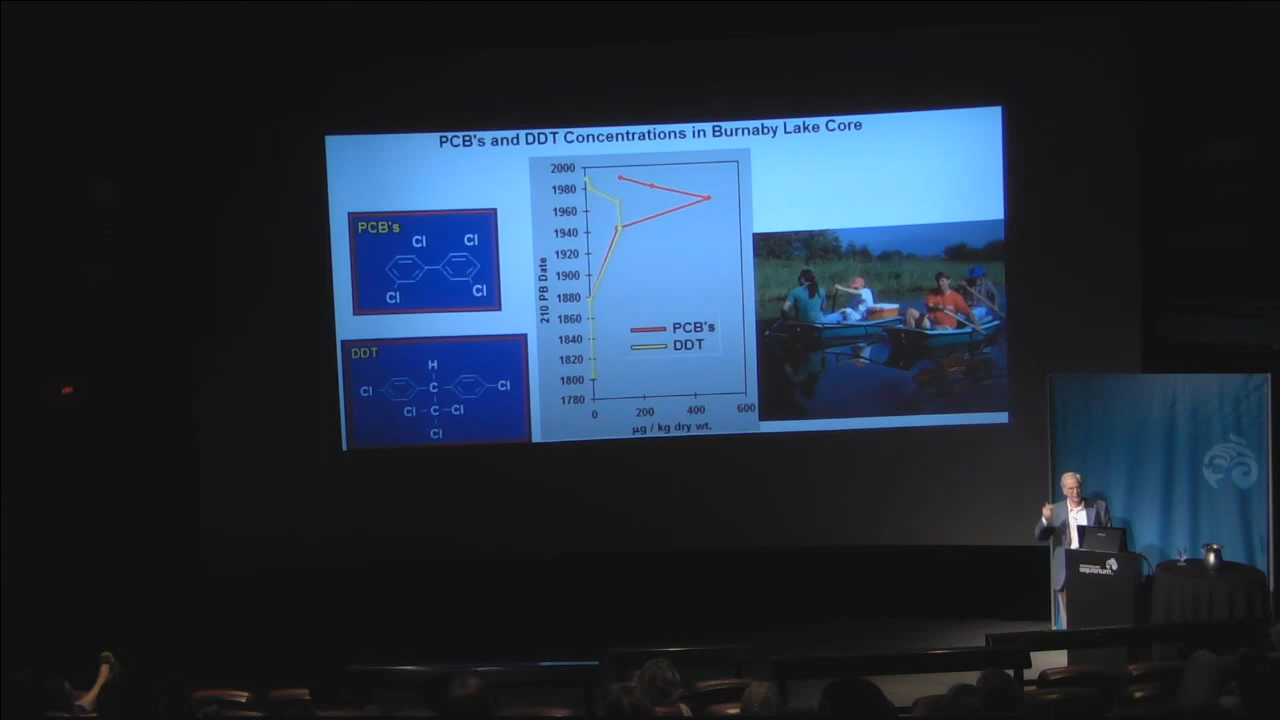 PCB's and DDT Concentrations in Burnaby Lake Core
PCB's
Cl
Cl
Cl
Cl
DDT
H
Cl
C
Cl
Cl
C
Cl
Cl
2000
1980
1960
1940
1920
1900
1880
1860
1840
1820
1800
1780
210 PB Date
PCB's
DDT
0
200
400
600
µg / kg dry wt.
aquarium